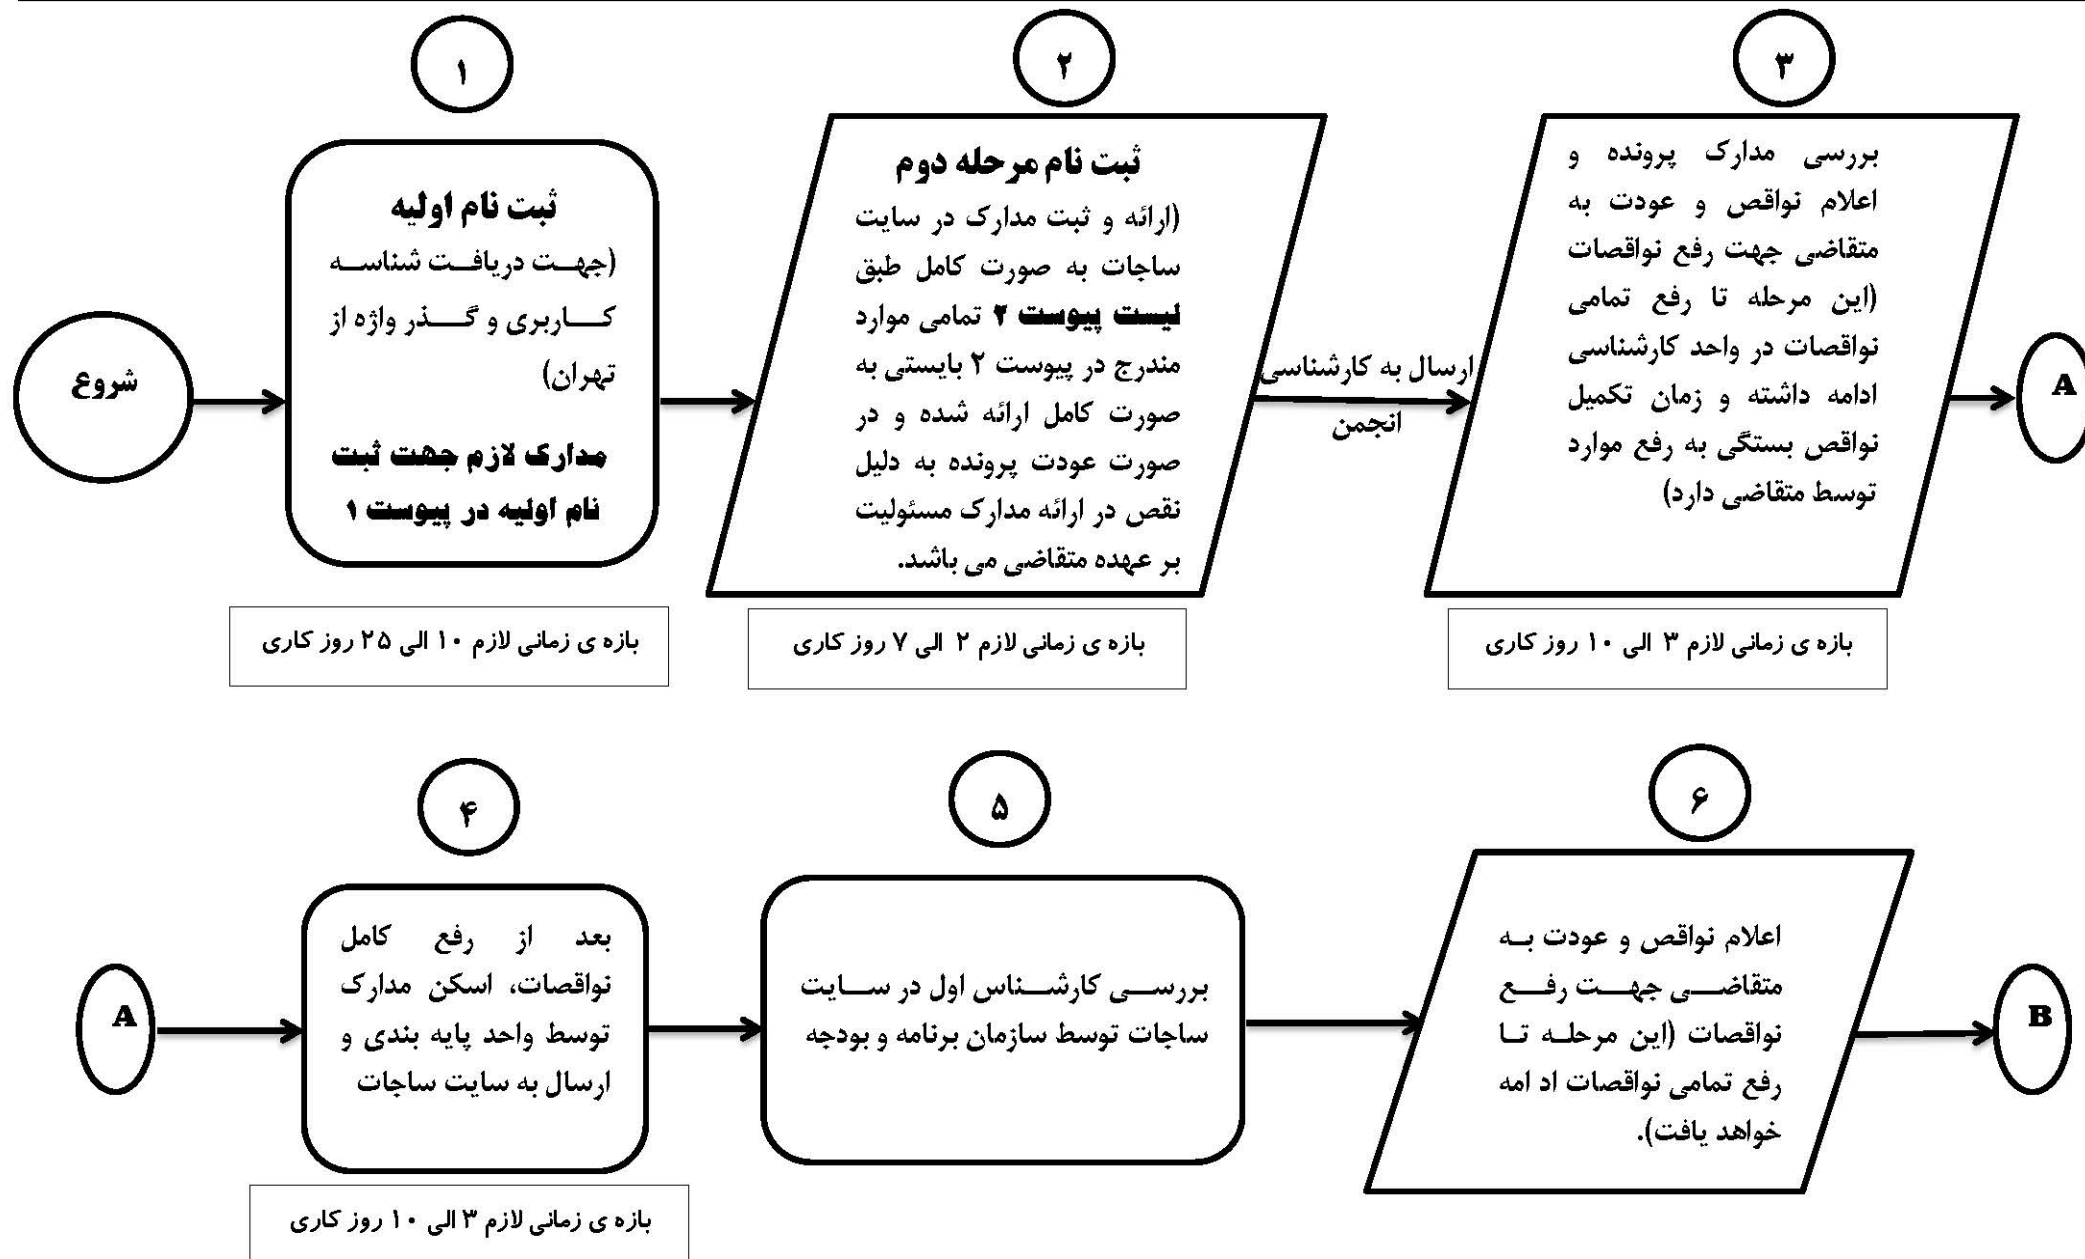 ۱
ثبت نام اولیه
(جهت دریافت شناسه
کاربری و گذر واژه از
تهران)
مدارک لازم جهت ثبت
نام اولیه در پیوست ۱
بازه ی زمانی لازم ۱۰ الی ۲۵ روز کاری
شروع
۲
ثبت نام مرحله دوم
(ارائه و ثبت مدارک در سایت
ساجات به صورت کامل طبق
لیست پیوست ۲ تمامی موارد
مندرج در پیوست ۲ بایستی به
صورت کامل ارائه شده و در
صورت عودت پرونده به دلیل
نقص در ارائه مدارک مسئولیت
بر عهده متقاضی می باشد.
بازه ی زمانی لازم ۲ الی ۷ روز کاری
ارسال به کارشناسی
انجمن
۳
بررسی مدارک پرونده و
اعلام نواقص و عودت به
متقاضی جهت رفع نواقصات
(این مرحله تا رفع تمامی
نواقصات در واحد کارشناسی
ادامه داشته و زمان تکمیل
نواقص بستگی به رفع موارد
توسط متقاضی دارد)
بازه ی زمانی لازم ۳ الی ۱۰ روز کاری
A
A
۴
بعد از رفع کامل
نواقصات، اسکن مدارک
توسط واحد پایه بندی و
ارسال به سایت ساجات
بازه ی زمانی لازم ۳ الی ۱۰ روز کاری
۵
بررسی کارشناس اول در سایت
ساجات توسط سازمان برنامه و بودجه
۶
اعلام نواقص و عودت به
متقاضی جهت رفع
نواقصات (این مرحله تا
رفع تمامی نواقصات اد امه
خواهد یافت).
B